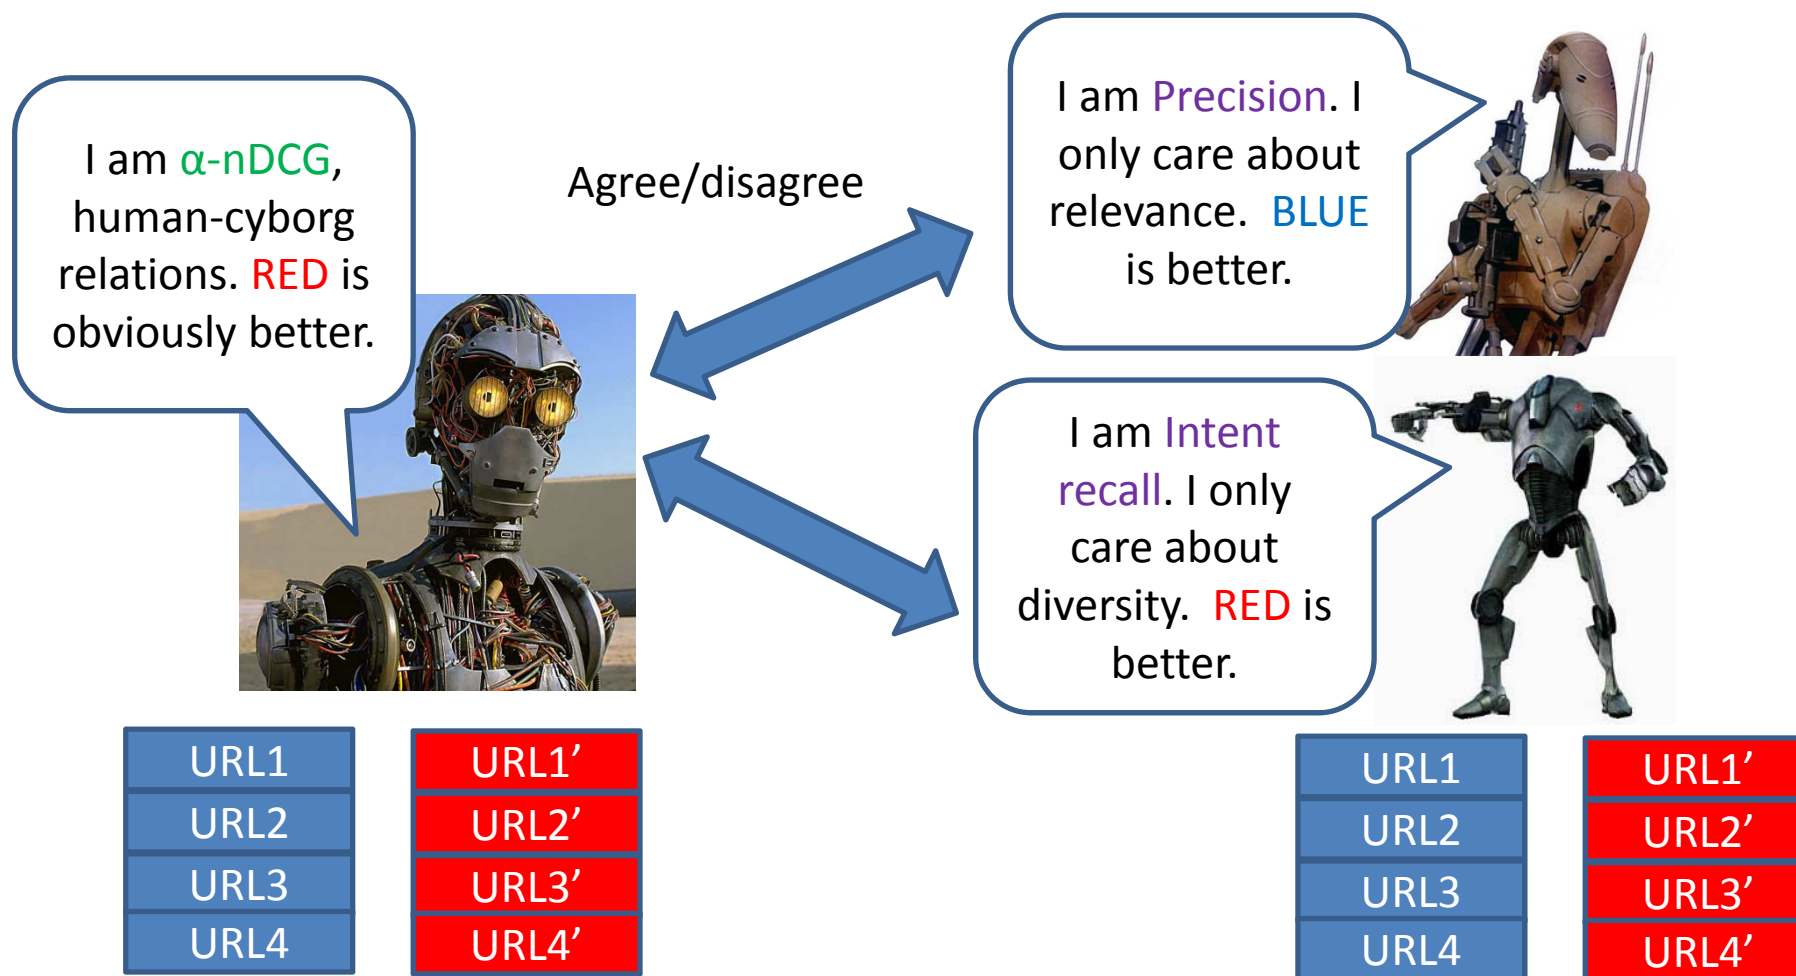 I am α-nDCG,
human-cyborg
relations. RED is
obviously better.
Agree/disagree
I am Precision. I
only care about
relevance.  BLUE
is better.
I am Intent
recall. I only
care about
diversity.  RED is
better.
URL1
URL2
URL3
URL4
URL1’
URL2’
URL3’
URL4’
URL1
URL2
URL3
URL4
URL1’
URL2’
URL3’
URL4’